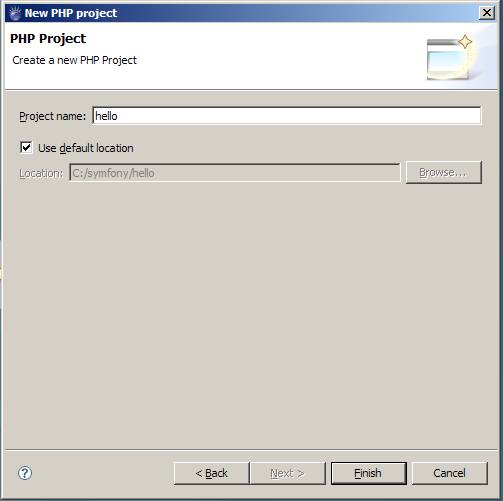 New PHP project
PHP Project
Create a new PHP Project
Project name: hello
Use default location
Location: C:/symfony/hello Browse...
? < Back Next > Finish Cancel